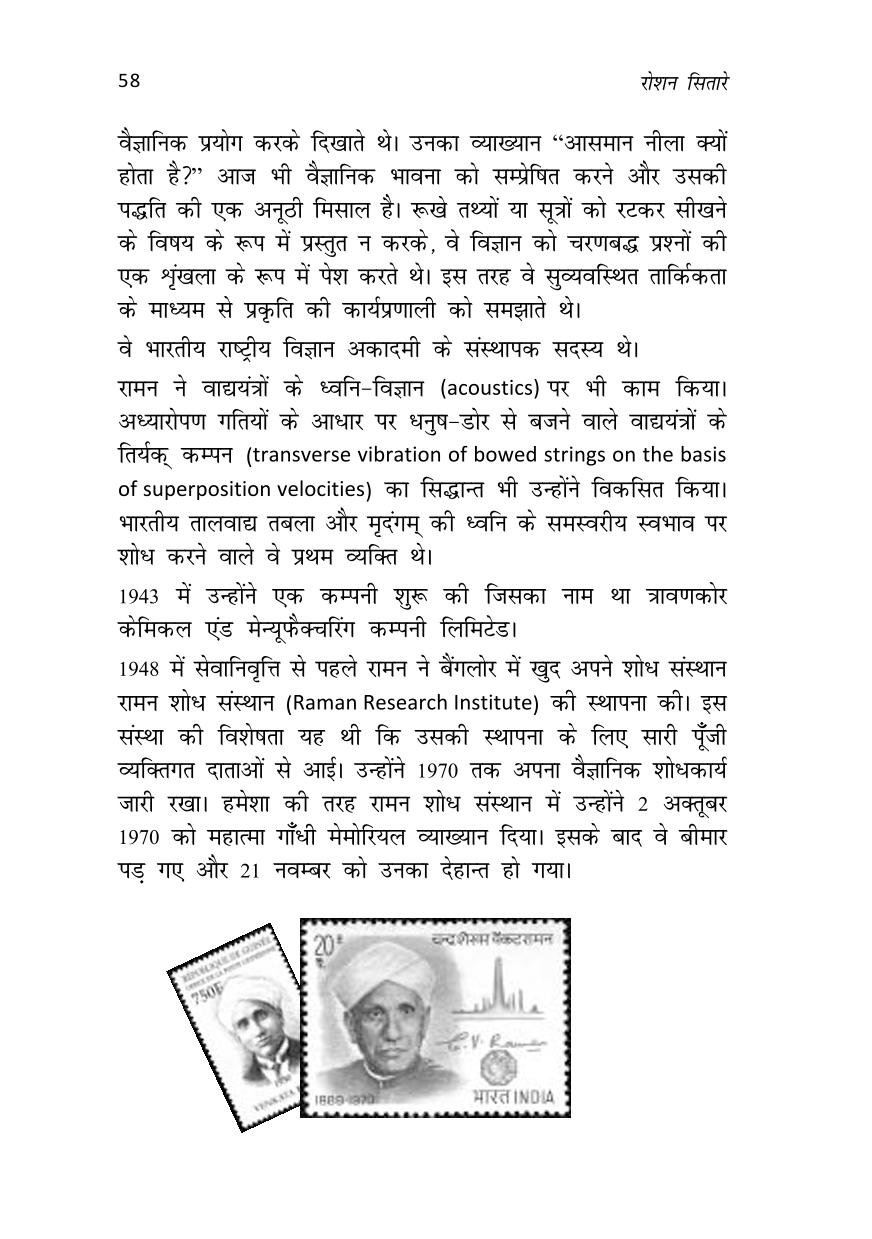 58 रोशन सितारे
वैज्ञानिक प्रयोग करके दिखाते थे। उनका व्याख्यान “आसमान नीला क्यों
होता है?” आज भी वैज्ञानिक भावना को सम्प्रेषित करने और उसकी
पद्धति की एक अनूठी मिसाल है। रूखे तथ्यों या सूत्रों को रटकर सीखने
के विषय के रूप में प्रस्तुत न करके, वे विज्ञान को चरणबद्ध प्रश्नों की
एक शृंखला के रूप में पेश करते थे। इस तरह वे सुव्यवस्थित तार्किकता
के माध्यम से प्रकृति की कार्यप्रणाली को समझाते थे।
वे भारतीय राष्ट्रीय विज्ञान अकादमी के संस्थापक सदस्य थे।
रामन ने वाद्ययंत्रों के ध्वनि-विज्ञान (acoustics) पर भी काम किया।
अध्यारोपण गतियों के आधार पर धनुष-डोर से बजने वाले वाद्ययंत्रों के
तिर्यक् कम्पन (transverse vibration of bowed strings on the basis
of superposition velocities) का सिद्धान्त भी उन्होंने विकसित किया।
भारतीय तालवाद्य तबला और मृदंगम् की ध्वनि के समस्वरीय स्वभाव पर
शोध करने वाले वे प्रथम व्यक्ति थे।
1943 में उन्होंने एक कम्पनी शुरू की जिसका नाम था त्रावणकोर
केमिकल एंड मेन्यूफैक्चरिंग कम्पनी लिमिटेड।
1948 में सेवानिवृत्ति से पहले रामन ने बैंगलोर में खुद अपने शोध संस्थान
रामन शोध संस्थान (Raman Research Institute) की स्थापना की। इस
संस्था की विशेषता यह थी कि उसकी स्थापना के लिए सारी पूँजी
व्यक्तिगत दाताओं से आई। उन्होंने 1970 तक अपना वैज्ञानिक शोधकार्य
जारी रखा। हमेशा की तरह रामन शोध संस्थान में उन्होंने 2 अक्तूबर
1970 को महात्मा गाँधी मेमोरियल व्याख्यान दिया। इसके बाद वे बीमार
पड़ गए और 21 नवम्बर को उनका देहान्त हो गया।
RÉPUBLIQUE DE GUINÉE
750F
VENKATA
20
चन्द्रशेखर वेंकटरामन
C. V. Raman
1889-1970
भारत INDIA